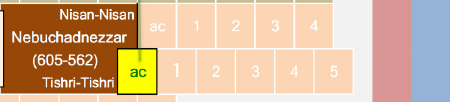 Nisan-Nisan ac 1 2 3 4
Nebuchadnezzar
(605-562)
Tishri-Tishri ac 1 2 3 4 5